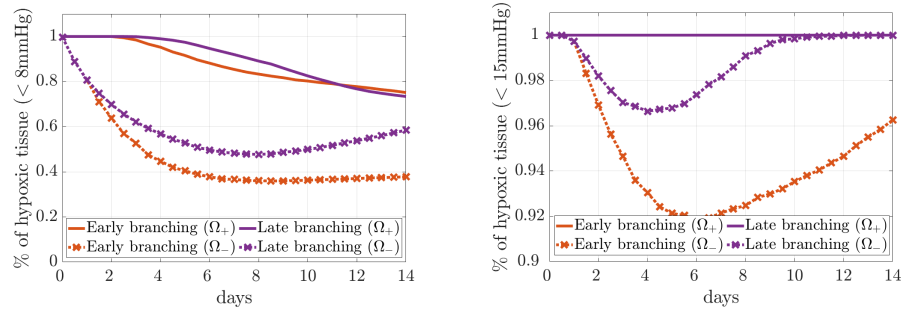 % of hypoxic tissue (< 8mmHg)
1
0.8
0.6
0.4
0.2
0
Early branching (Ω₊) Late branching (Ω₊)
Early branching (Ω₋) Late branching (Ω₋)
0 2 4 6 8 10 12 14
days
% of hypoxic tissue (< 15mmHg)
1
0.98
0.96
0.94
0.92
0.9
Early branching (Ω₊) Late branching (Ω₊)
Early branching (Ω₋) Late branching (Ω₋)
0 2 4 6 8 10 12 14
days